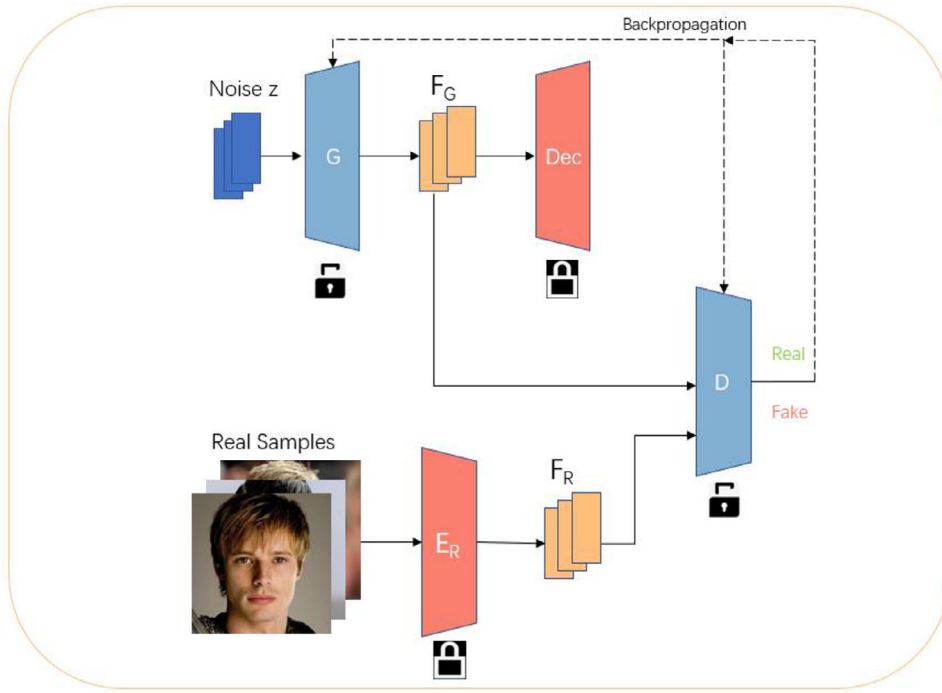 Backpropagation
Noise z
F_G
G
Dec
D
Real
Fake
Real Samples
E_R
F_R